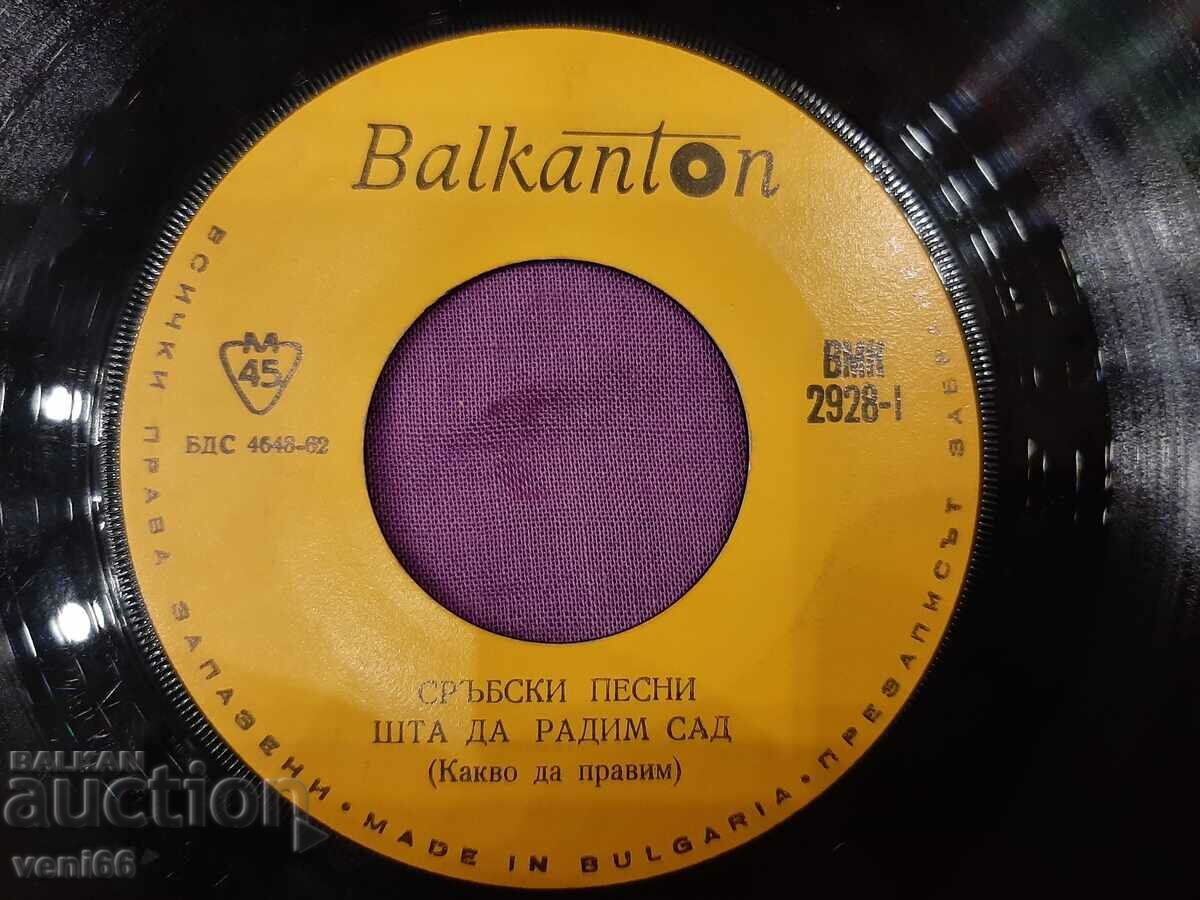 Balkanton
М
45
БДС 4648-62
ВМК
2928-I
СРЪБСКИ ПЕСНИ
ШТА ДА РАДИМ САД
(Какво да правим)
ВСИЧКИ ПРАВА ЗАПАЗЕНИ • MADE IN BULGARIA • ПРЕЗАПИСЪТ
BALKAN
auction
veni66